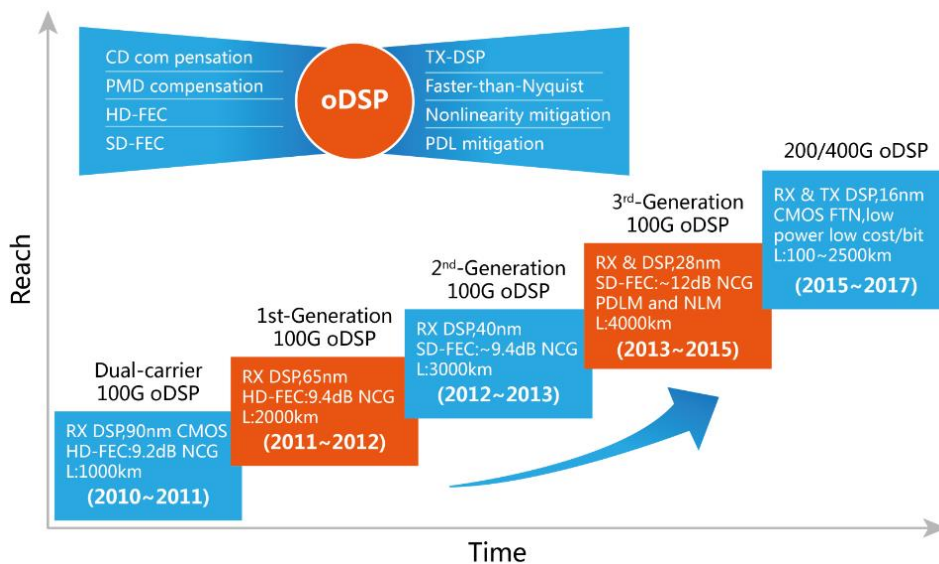 CD com pensation
PMD compensation
HD-FEC
SD-FEC
oDSP
TX-DSP
Faster-than-Nyquist
Nonlinearity mitigation
PDL mitigation
Reach
Dual-carrier
100G oDSP
RX DSP,90nm CMOS
HD-FEC:9.2dB NCG
L:1000km
(2010~2011)
1st-Generation
100G oDSP
RX DSP,65nm
HD-FEC:9.4dB NCG
L:2000km
(2011~2012)
2nd-Generation
100G oDSP
RX DSP,40nm
SD-FEC:~9.4dB NCG
L:3000km
(2012~2013)
3rd-Generation
100G oDSP
RX & DSP,28nm
SD-FEC:~12dB NCG
PDLM and NLM
L:4000km
(2013~2015)
200/400G oDSP
RX & TX DSP,16nm
CMOS FTN,low
power low cost/bit
L:100~2500km
(2015~2017)
Time